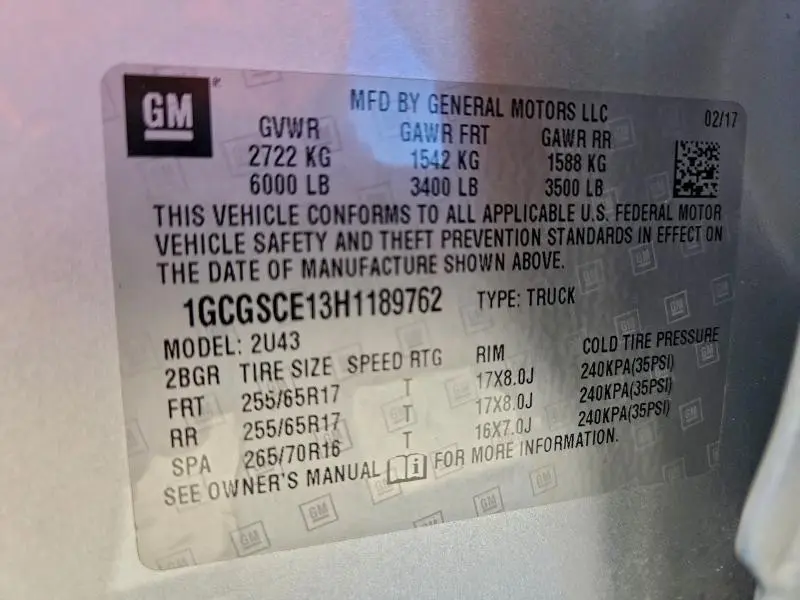 GM
MFD BY GENERAL MOTORS LLC 02/17
GVWR GAWR FRT GAWR RR
2722 KG 1542 KG 1588 KG
6000 LB 3400 LB 3500 LB
THIS VEHICLE CONFORMS TO ALL APPLICABLE U.S. FEDERAL MOTOR
VEHICLE SAFETY AND THEFT PREVENTION STANDARDS IN EFFECT ON
THE DATE OF MANUFACTURE SHOWN ABOVE.
1GCGSCE13H1189762 TYPE: TRUCK
MODEL: 2U43
2BGR TIRE SIZE SPEED RTG RIM COLD TIRE PRESSURE
FRT 255/65R17 T 17X8.0J 240KPA(35PSI)
RR 255/65R17 T 17X8.0J 240KPA(35PSI)
SPA 265/70R16 T 16X7.0J 240KPA(35PSI)
SEE OWNER'S MANUAL FOR MORE INFORMATION.